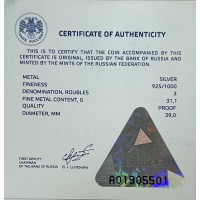 CERTIFICATE OF AUTHENTICITY
THIS IS TO CERTIFY THAT THE COIN ACCOMPANIED BY THIS
CERTIFICATE IS ORIGINAL, ISSUED BY THE BANK OF RUSSIA AND
MINTED BY THE MINTS OF THE RUSSIAN FEDERATION.
METAL SILVER
FINENESS 925/1000
DENOMINATION, ROUBLES 3
FINE METAL CONTENT, G 31,1
QUALITY PROOF
DIAMETER, MM 39,0
FIRST DEPUTY
CHAIRMAN
OF THE BANK OF RUSSIA
G. I. Luntovskiy
A01905501